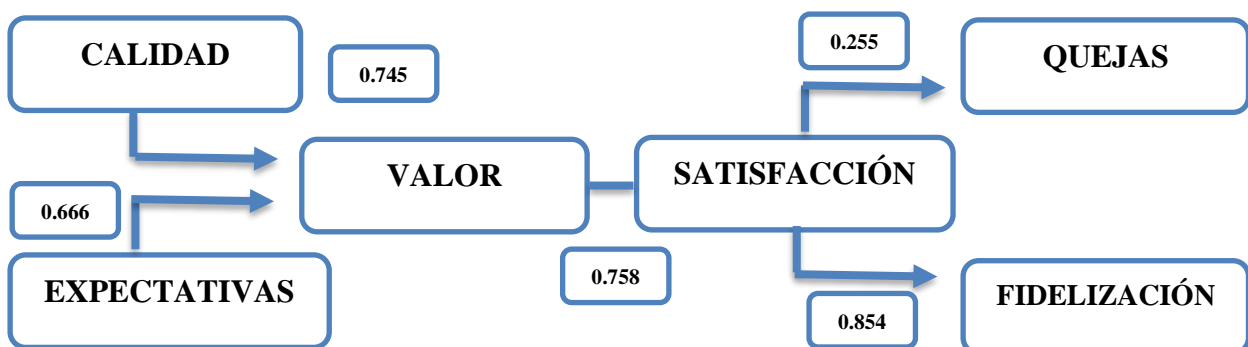 CALIDAD
0.745
0.255
QUEJAS
VALOR
SATISFACCIÓN
0.666
EXPECTATIVAS
0.758
0.854
FIDELIZACIÓN